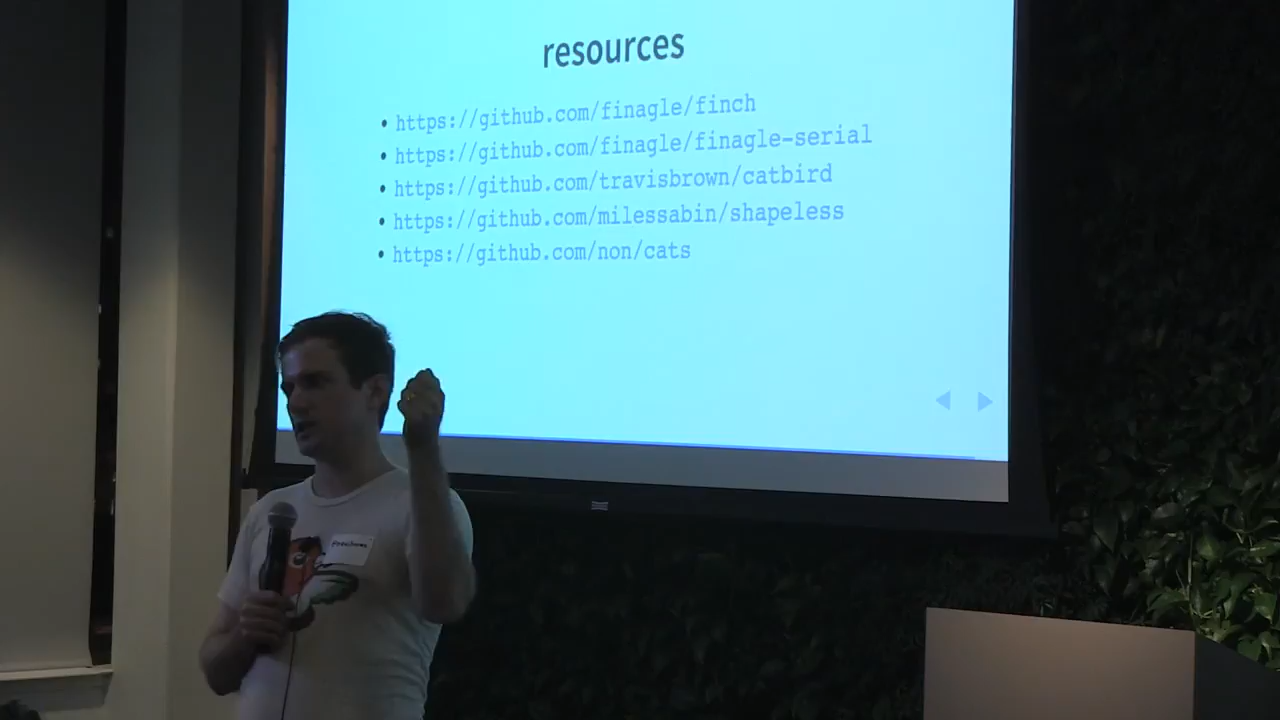 resources
• https://github.com/finagle/finch
• https://github.com/finagle/finagle-serial
• https://github.com/travisbrown/catbird
• https://github.com/milessabin/shapeless
• https://github.com/non/cats